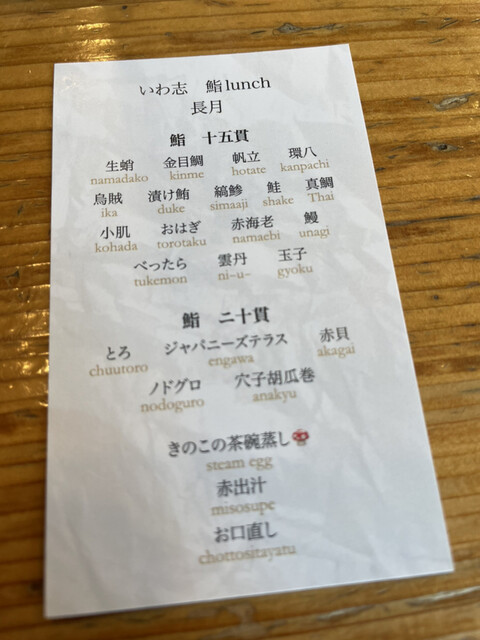 いわ志 鮨lunch
長月
鮨 十五貫
生蛸 金目鯛 帆立 環八
namadako kinme hotate kanpachi
烏賊 漬け鮪 縞鯵 鮭 真鯛
ika duke simaaji shake Thai
小肌 おはぎ 赤海老 鰻
kohada torotaku namaebi unagi
べったら 雲丹 玉子
tukemon ni-u- gyoku
鮨 二十貫
とろ ジャパニーズテラス 赤貝
chuutoro engawa akagai
ノドグロ 穴子胡瓜巻
nodoguro anakyu
きのこの茶碗蒸し🍄
steam egg
赤出汁
misosupe
お口直し
chottositayatu